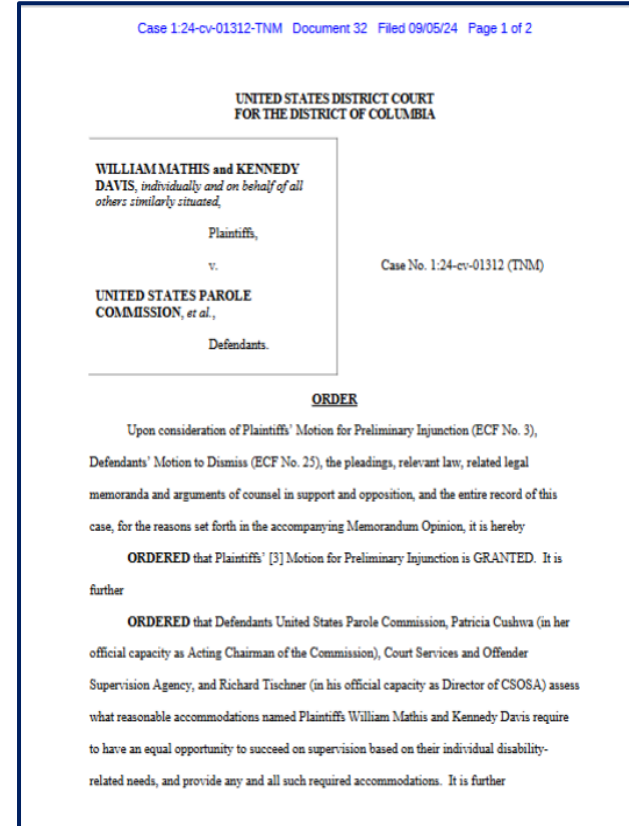 Case 1:24-cv-01312-TNM Document 32 Filed 09/05/24 Page 1 of 2
UNITED STATES DISTRICT COURT
FOR THE DISTRICT OF COLUMBIA
WILLIAM MATHIS and KENNEDY
DAVIS, individually and on behalf of all
others similarly situated,
Plaintiffs,
v.
Case No. 1:24-cv-01312 (TNM)
UNITED STATES PAROLE
COMMISSION, et al.,
Defendants.
ORDER
Upon consideration of Plaintiffs' Motion for Preliminary Injunction (ECF No. 3),
Defendants' Motion to Dismiss (ECF No. 25), the pleadings, relevant law, related legal
memoranda and arguments of counsel in support and opposition, and the entire record of this
case, for the reasons set forth in the accompanying Memorandum Opinion, it is hereby
ORDERED that Plaintiffs' [3] Motion for Preliminary Injunction is GRANTED. It is
further
ORDERED that Defendants United States Parole Commission, Patricia Cushwa (in her
official capacity as Acting Chairman of the Commission), Court Services and Offender
Supervision Agency, and Richard Tischner (in his official capacity as Director of CSOSA) assess
what reasonable accommodations named Plaintiffs William Mathis and Kennedy Davis require
to have an equal opportunity to succeed on supervision based on their individual disability-
related needs, and provide any and all such required accommodations. It is further